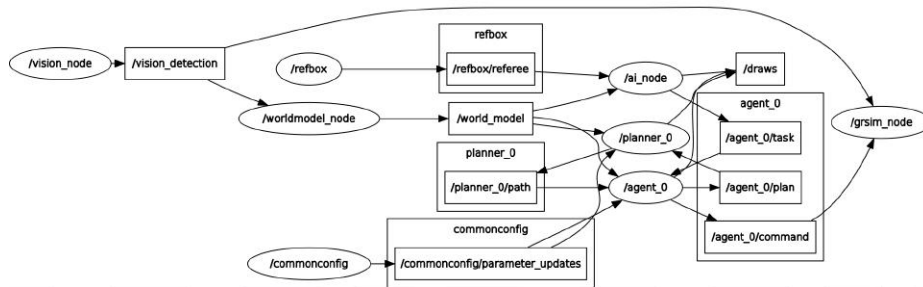 refbox
/vision_node
/vision_detection
/refbox
/refbox/referee
/ai_node
/draws
agent_0
/worldmodel_node
/world_model
/planner_0
/agent_0/task
/grsim_node
planner_0
/planner_0/path
/agent_0
/agent_0/plan
commonconfig
/agent_0/command
/commonconfig
/commonconfig/parameter_updates